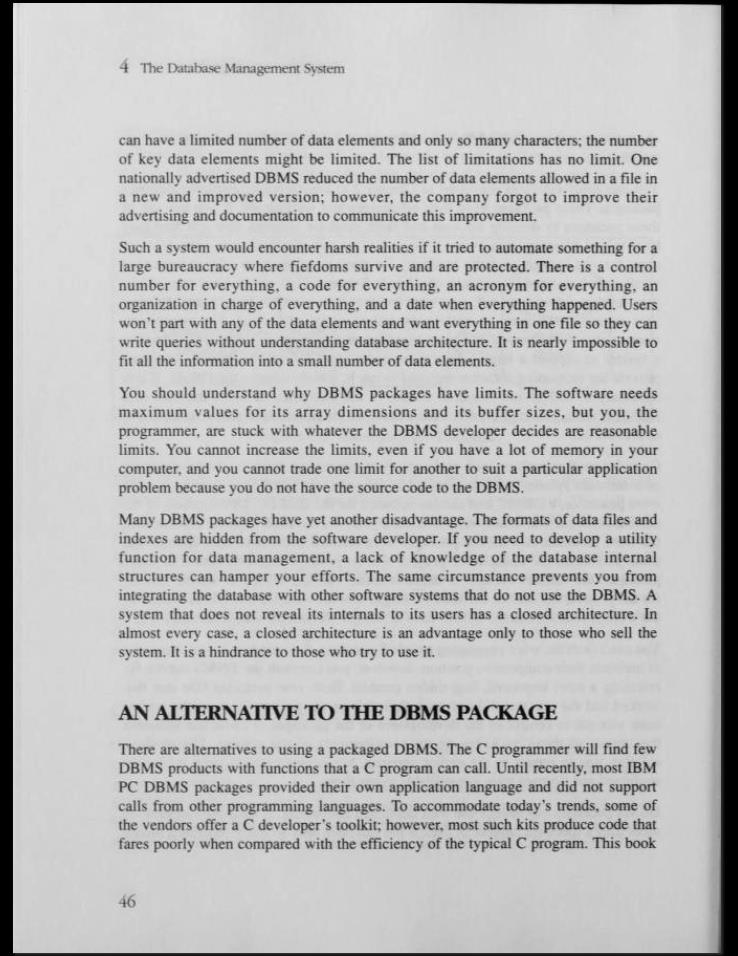 4 The Database Management System
can have a limited number of data elements and only so many characters; the number
of key data elements might be limited. The list of limitations has no limit. One
nationally advertised DBMS reduced the number of data elements allowed in a file in
a new and improved version; however, the company forgot to improve their
advertising and documentation to communicate this improvement.
Such a system would encounter harsh realities if it tried to automate something for a
large bureaucracy where fiefdoms survive and are protected. There is a control
number for everything, a code for everything, an acronym for everything, an
organization in charge of everything, and a date when everything happened. Users
won't part with any of the data elements and want everything in one file so they can
write queries without understanding database architecture. It is nearly impossible to
fit all the information into a small number of data elements.
You should understand why DBMS packages have limits. The software needs
maximum values for its array dimensions and its buffer sizes, but you, the
programmer, are stuck with whatever the DBMS developer decides are reasonable
limits. You cannot increase the limits, even if you have a lot of memory in your
computer, and you cannot trade one limit for another to suit a particular application
problem because you do not have the source code to the DBMS.
Many DBMS packages have yet another disadvantage. The formats of data files and
indexes are hidden from the software developer. If you need to develop a utility
function for data management, a lack of knowledge of the database internal
structures can hamper your efforts. The same circumstance prevents you from
integrating the database with other software systems that do not use the DBMS. A
system that does not reveal its internals to its users has a closed architecture. In
almost every case, a closed architecture is an advantage only to those who sell the
system. It is a hindrance to those who try to use it.
AN ALTERNATIVE TO THE DBMS PACKAGE
There are alternatives to using a packaged DBMS. The C programmer will find few
DBMS products with functions that a C program can call. Until recently, most IBM
PC DBMS packages provided their own application language and did not support
calls from other programming languages. To accommodate today's trends, some of
the vendors offer a C developer's toolkit; however, most such kits produce code that
fares poorly when compared with the efficiency of the typical C program. This book
46